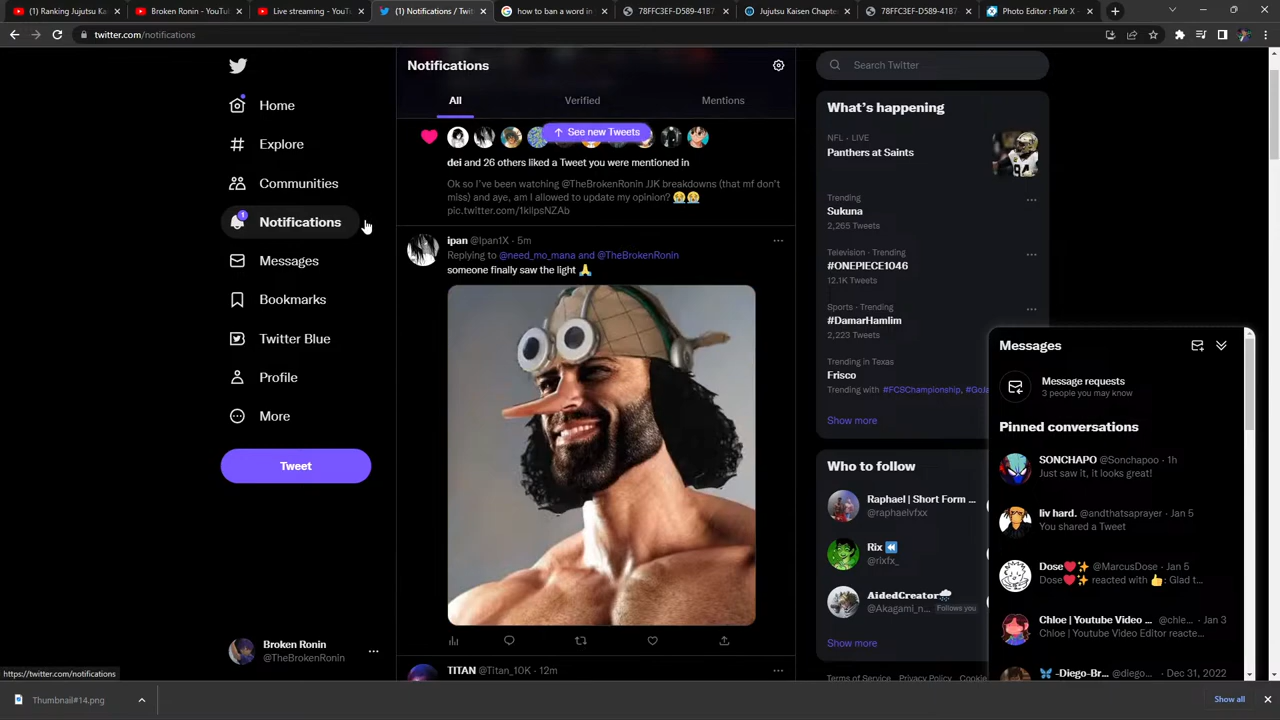 (1) Ranking Jujutsu Kai
Broken Ronin - YouTu
Live streaming - YouTu
(1) Notifications / Twit
how to ban a word in
78FFC3EF-D589-41B7
Jujutsu Kaisen Chapte
78FFC3EF-D589-41B7
Photo Editor : Pixlr X
twitter.com/notifications
Home
Explore
Communities
1
Notifications
Messages
Bookmarks
Twitter Blue
Profile
More
Tweet
Broken Ronin
@TheBrokenRonin
https://twitter.com/notifications
Notifications
All
Verified
Mentions
See new Tweets
dei and 26 others liked a Tweet you were mentioned in
Ok so I've been watching @TheBrokenRonin JJK breakdowns (that mf don't
miss) and aye, am I allowed to update my opinion? 😭😭
pic.twitter.com/1kIlpsNZAb
ipan @Ipan1X · 5m
Replying to @need_mo_mana and @TheBrokenRonin
someone finally saw the light 🙏
TITAN @Titan_10K · 12m
Search Twitter
What's happening
NFL · LIVE
Panthers at Saints
Trending
Sukuna
2,265 Tweets
Television · Trending
#ONEPIECE1046
12.1K Tweets
Sports · Trending
#DamarHamlim
2,223 Tweets
Trending in Texas
Frisco
Trending with #FCSChampionship, #GoJa
Show more
Who to follow
Raphael | Short Form ...
@raphaelvfxx
Rix ⏪
@rixfx_
AidedCreator🌨
@Akagami_n... Follows you
Show more
Terms of Service Privacy Policy Cookie
Messages
Message requests
3 people you may know
Pinned conversations
SONCHAPO @Sonchapoo · 1h
Just saw it, it looks great!
liv hard. @andthatsaprayer · Jan 5
You shared a Tweet
Dose❤️✨ @MarcusDose · Jan 5
Dose❤️✨ reacted with 👍: Glad t...
Chloe | Youtube Video ... @chle... · Jan 3
Chloe | Youtube Video Editor reacte...
🦋 -Diego-Br... @diego... · Dec 31, 2022
Thumbnail#14.png
Show all